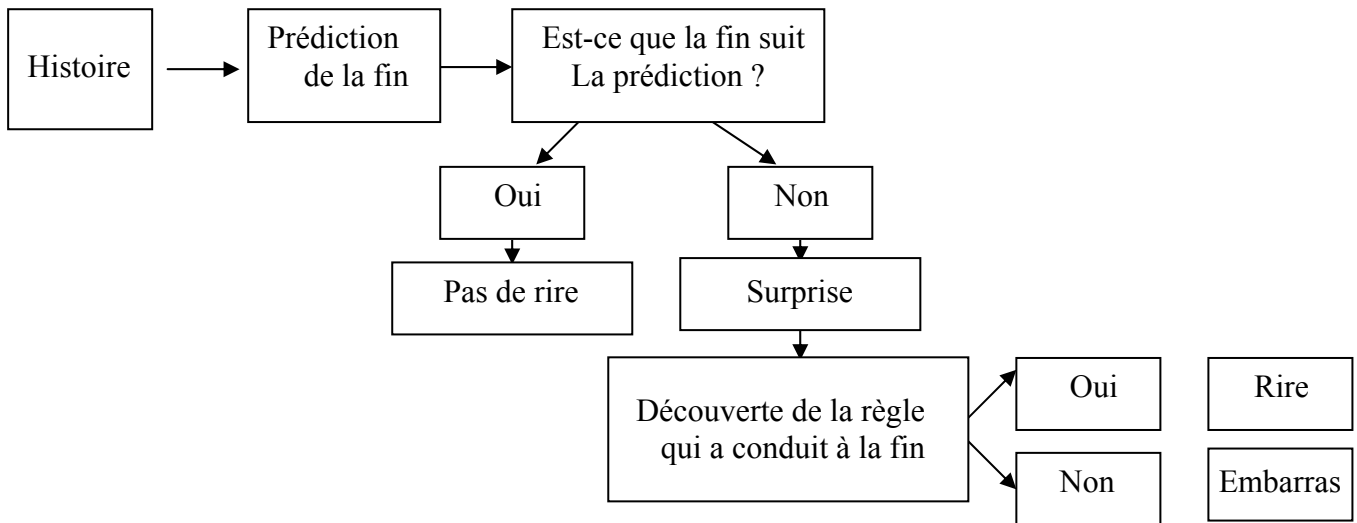 Histoire
Prédiction
de la fin
Est-ce que la fin suit
La prédiction ?
Oui
Non
Pas de rire
Surprise
Découverte de la règle
qui a conduit à la fin
Oui
Rire
Non
Embarras